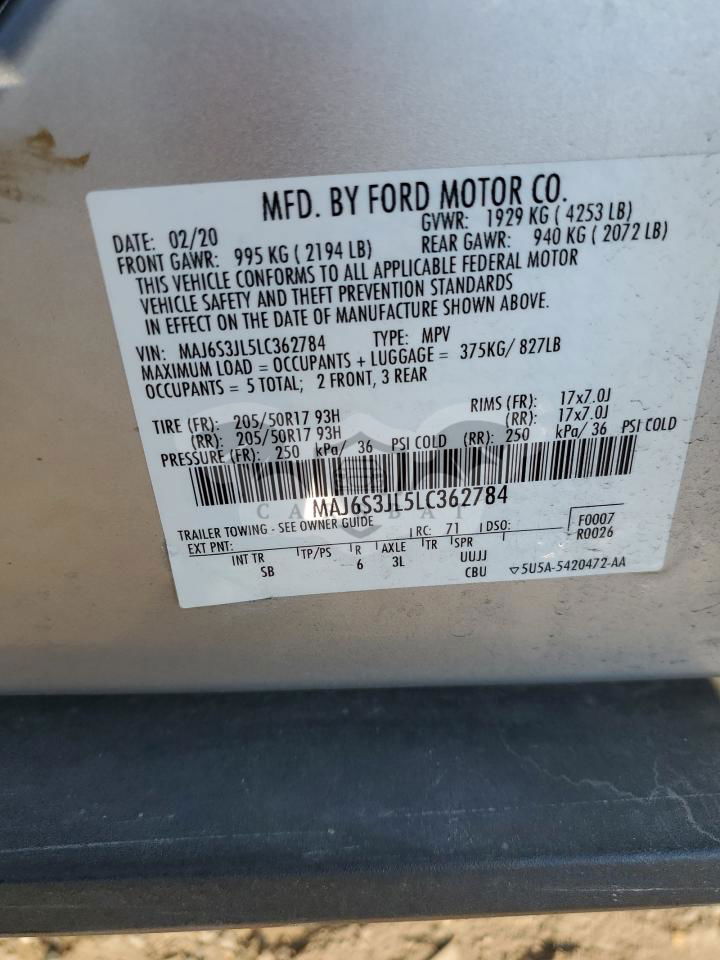 MFD. BY FORD MOTOR CO.
DATE: 02/20 GVWR: 1929 KG ( 4253 LB)
FRONT GAWR: 995 KG ( 2194 LB) REAR GAWR: 940 KG ( 2072 LB)
THIS VEHICLE CONFORMS TO ALL APPLICABLE FEDERAL MOTOR
VEHICLE SAFETY AND THEFT PREVENTION STANDARDS
IN EFFECT ON THE DATE OF MANUFACTURE SHOWN ABOVE.
VIN: MAJ6S3JL5LC362784 TYPE: MPV
MAXIMUM LOAD = OCCUPANTS + LUGGAGE = 375KG/ 827LB
OCCUPANTS = 5 TOTAL; 2 FRONT, 3 REAR
TIRE (FR): 205/50R17 93H RIMS (FR): 17x7.0J
(RR): 205/50R17 93H (RR): 17x7.0J
PRESSURE (FR): 250 kPa/ 36 PSI COLD (RR): 250 kPa/ 36 PSI COLD
MAJ6S3JL5LC362784
TRAILER TOWING - SEE OWNER GUIDE RC: 71 DSO: F0007
EXT PNT: R0026
INT TR TP/PS R AXLE TR SPR
SB 6 3L UUJJ
CBU 5U5A-5420472-AA